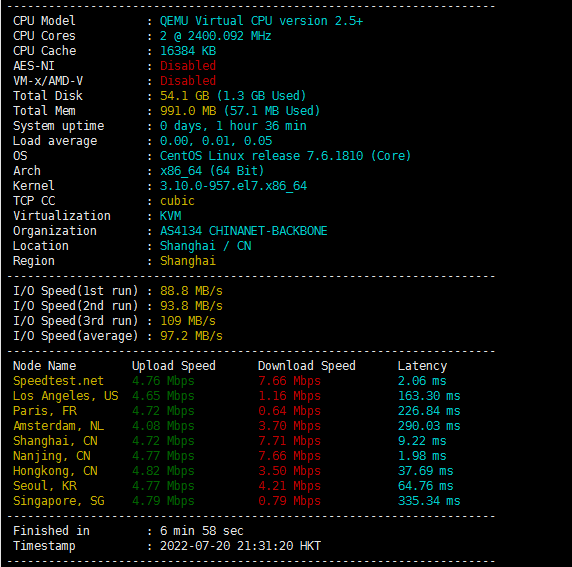 ----------------------------------------------------------------------
CPU Model : QEMU Virtual CPU version 2.5+
CPU Cores : 2 @ 2400.092 MHz
CPU Cache : 16384 KB
AES-NI : Disabled
VM-x/AMD-V : Disabled
Total Disk : 54.1 GB (1.3 GB Used)
Total Mem : 991.0 MB (57.1 MB Used)
System uptime : 0 days, 1 hour 36 min
Load average : 0.00, 0.01, 0.05
OS : CentOS Linux release 7.6.1810 (Core)
Arch : x86_64 (64 Bit)
Kernel : 3.10.0-957.el7.x86_64
TCP CC : cubic
Virtualization : KVM
Organization : AS4134 CHINANET-BACKBONE
Location : Shanghai / CN
Region : Shanghai
----------------------------------------------------------------------
I/O Speed(1st run) : 88.8 MB/s
I/O Speed(2nd run) : 93.8 MB/s
I/O Speed(3rd run) : 109 MB/s
I/O Speed(average) : 97.2 MB/s
----------------------------------------------------------------------
Node Name Upload Speed Download Speed Latency
Speedtest.net 4.76 Mbps 7.66 Mbps 2.06 ms
Los Angeles, US 4.65 Mbps 1.16 Mbps 163.30 ms
Paris, FR 4.72 Mbps 0.64 Mbps 226.84 ms
Amsterdam, NL 4.08 Mbps 3.70 Mbps 290.03 ms
Shanghai, CN 4.72 Mbps 7.71 Mbps 9.22 ms
Nanjing, CN 4.77 Mbps 7.66 Mbps 1.98 ms
Hongkong, CN 4.82 Mbps 3.50 Mbps 37.69 ms
Seoul, KR 4.77 Mbps 4.21 Mbps 64.76 ms
Singapore, SG 4.79 Mbps 0.79 Mbps 335.34 ms
----------------------------------------------------------------------
Finished in : 6 min 58 sec
Timestamp : 2022-07-20 21:31:20 HKT
----------------------------------------------------------------------